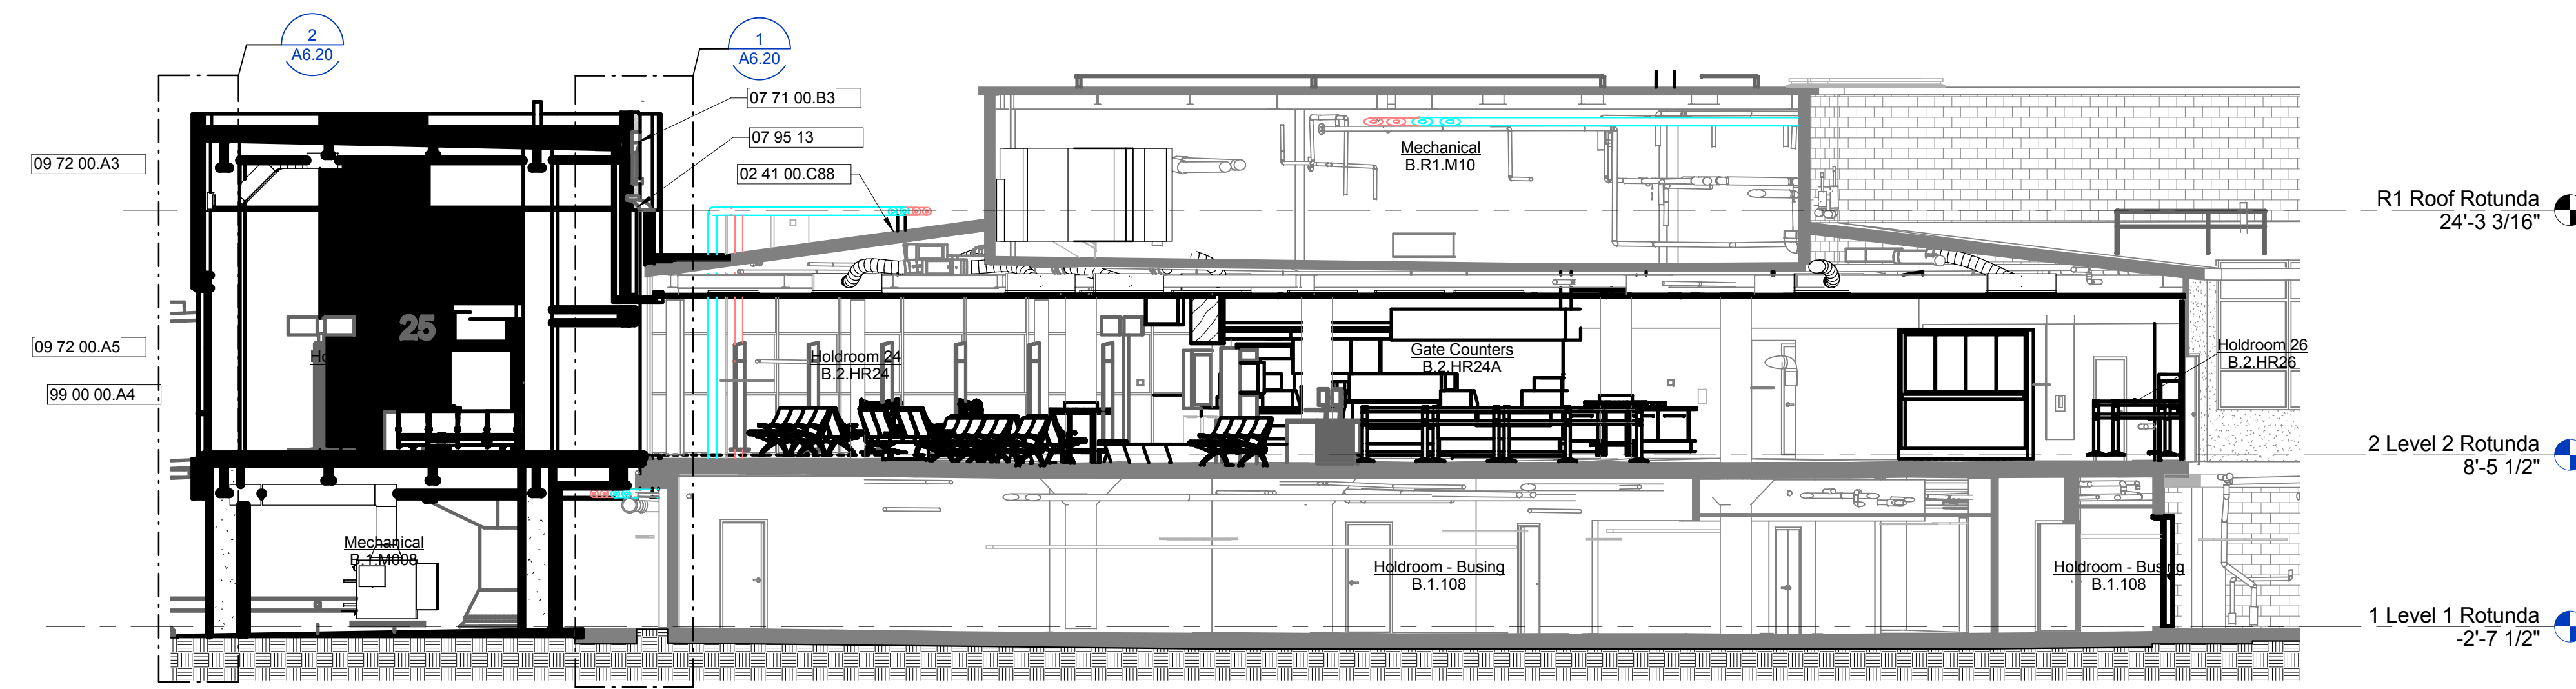 2
A6.20
1
A6.20
07 71 00.B3
07 95 13
02 41 00.C88
09 72 00.A3
09 72 00.A5
99 00 00.A4
Mechanical
B.R1.M10
R1 Roof Rotunda
24'-3 3/16"
25
Ho
Holdroom 24
B.2.HR24
Gate Counters
B.2.HR24A
Holdroom 26
B.2.HR26
2 Level 2 Rotunda
8'-5 1/2"
Mechanical
B.1.M008
Holdroom - Busing
B.1.108
Holdroom - Busing
B.1.108
1 Level 1 Rotunda
-2'-7 1/2"